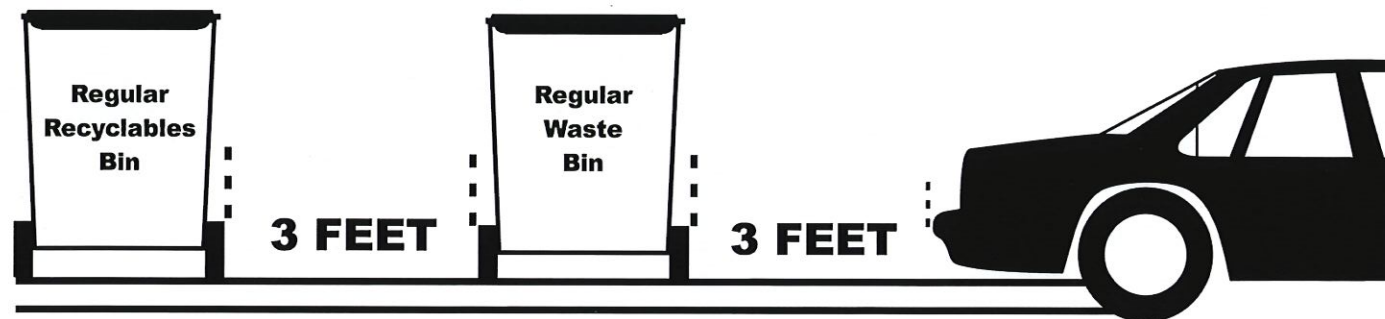 Regular
Recyclables
Bin
3 FEET
Regular
Waste
Bin
3 FEET